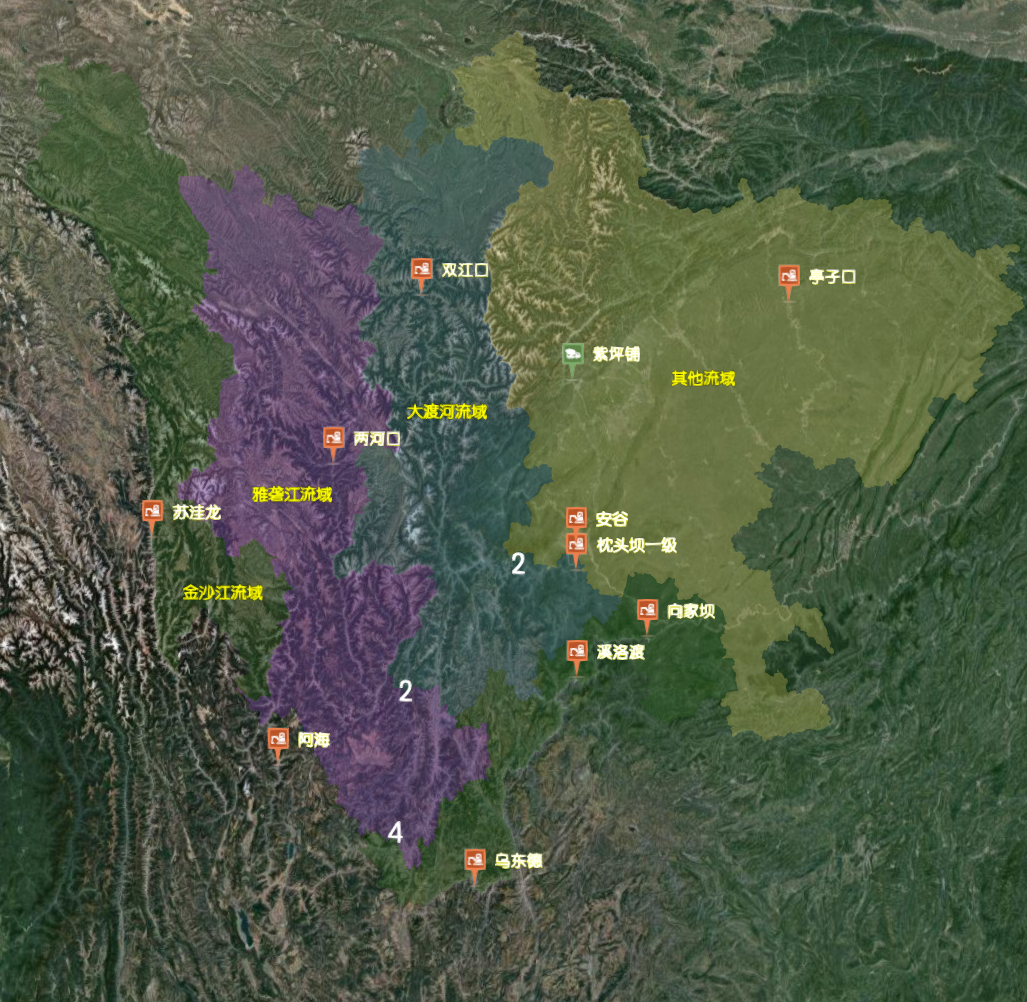 双江口
亭子口
紫坪铺
其他流域
大渡河流域
两河口
雅砻江流域
苏洼龙
安谷
枕头坝一级
2
金沙江流域
向家坝
溪洛渡
2
阿海
4
乌东德